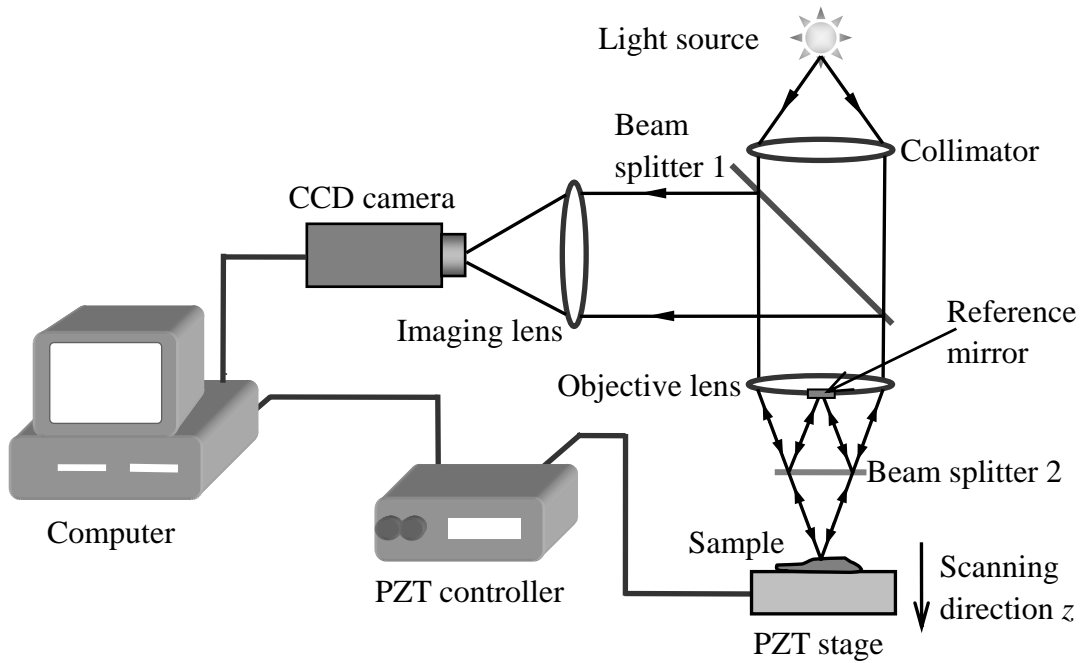 Light source
Beam
splitter 1
Collimator
CCD camera
Imaging lens
Reference
mirror
Objective lens
Beam splitter 2
Computer
Sample
PZT controller
Scanning
direction z
PZT stage